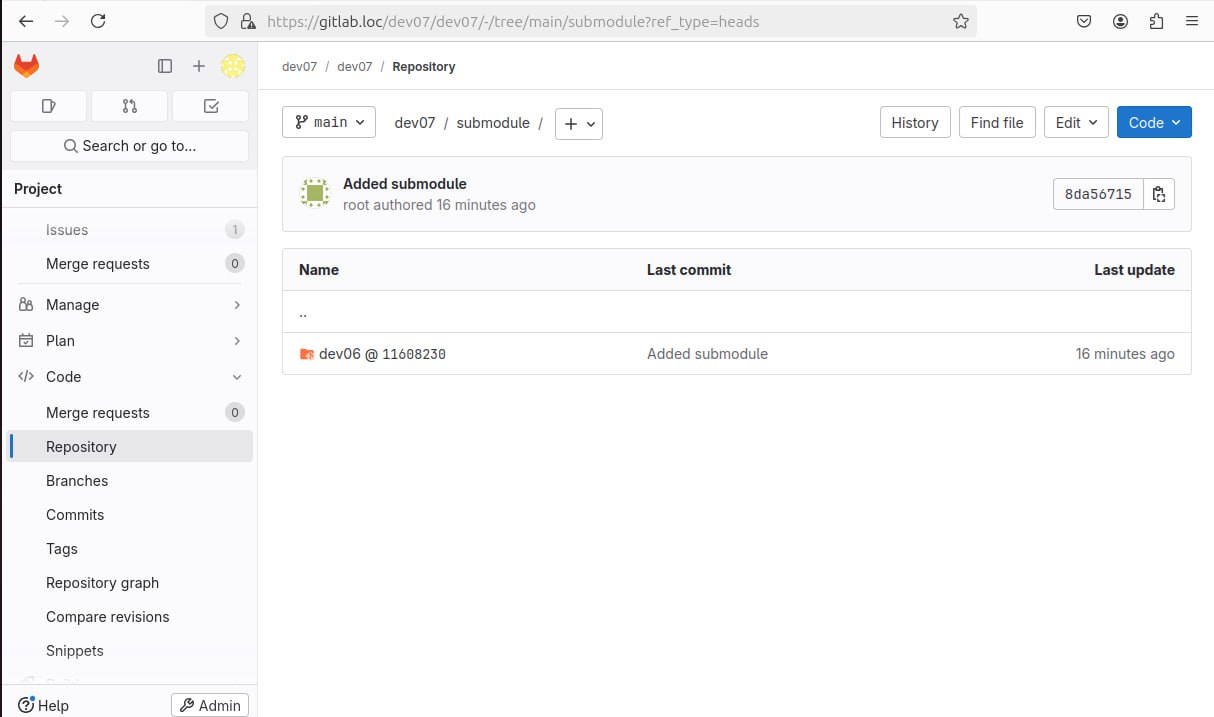 https://gitlab.loc/dev07/dev07/-/tree/main/submodule?ref_type=heads
dev07 / dev07 / Repository
Search or go to...
Project
Issues 1
Merge requests 0
Manage
Plan
Code
Merge requests 0
Repository
Branches
Commits
Tags
Repository graph
Compare revisions
Snippets
Help
Admin
main
dev07 / submodule / +
History
Find file
Edit
Code
Added submodule
root authored 16 minutes ago
8da56715
Name Last commit Last update
..
dev06 @ 11608230 Added submodule 16 minutes ago